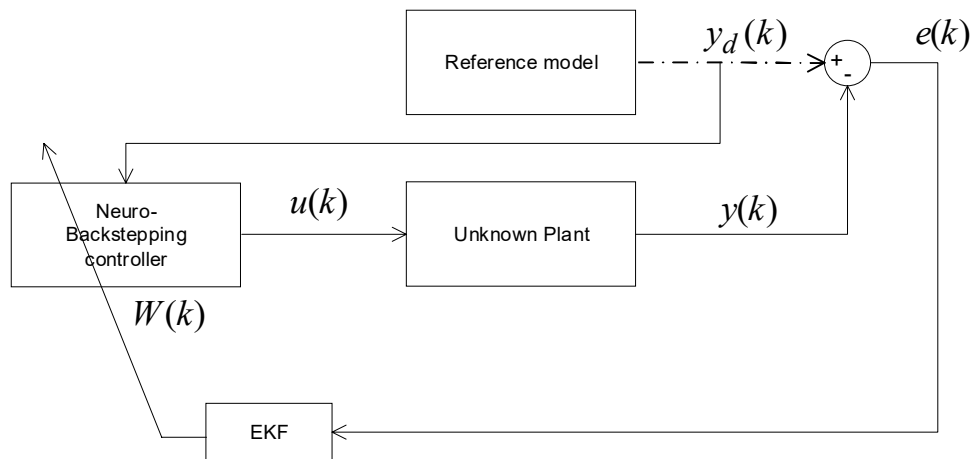 y_d(k)
e(k)
Reference model
+
-
Neuro-
Backstepping
controller
u(k)
Unknown Plant
y(k)
W(k)
EKF